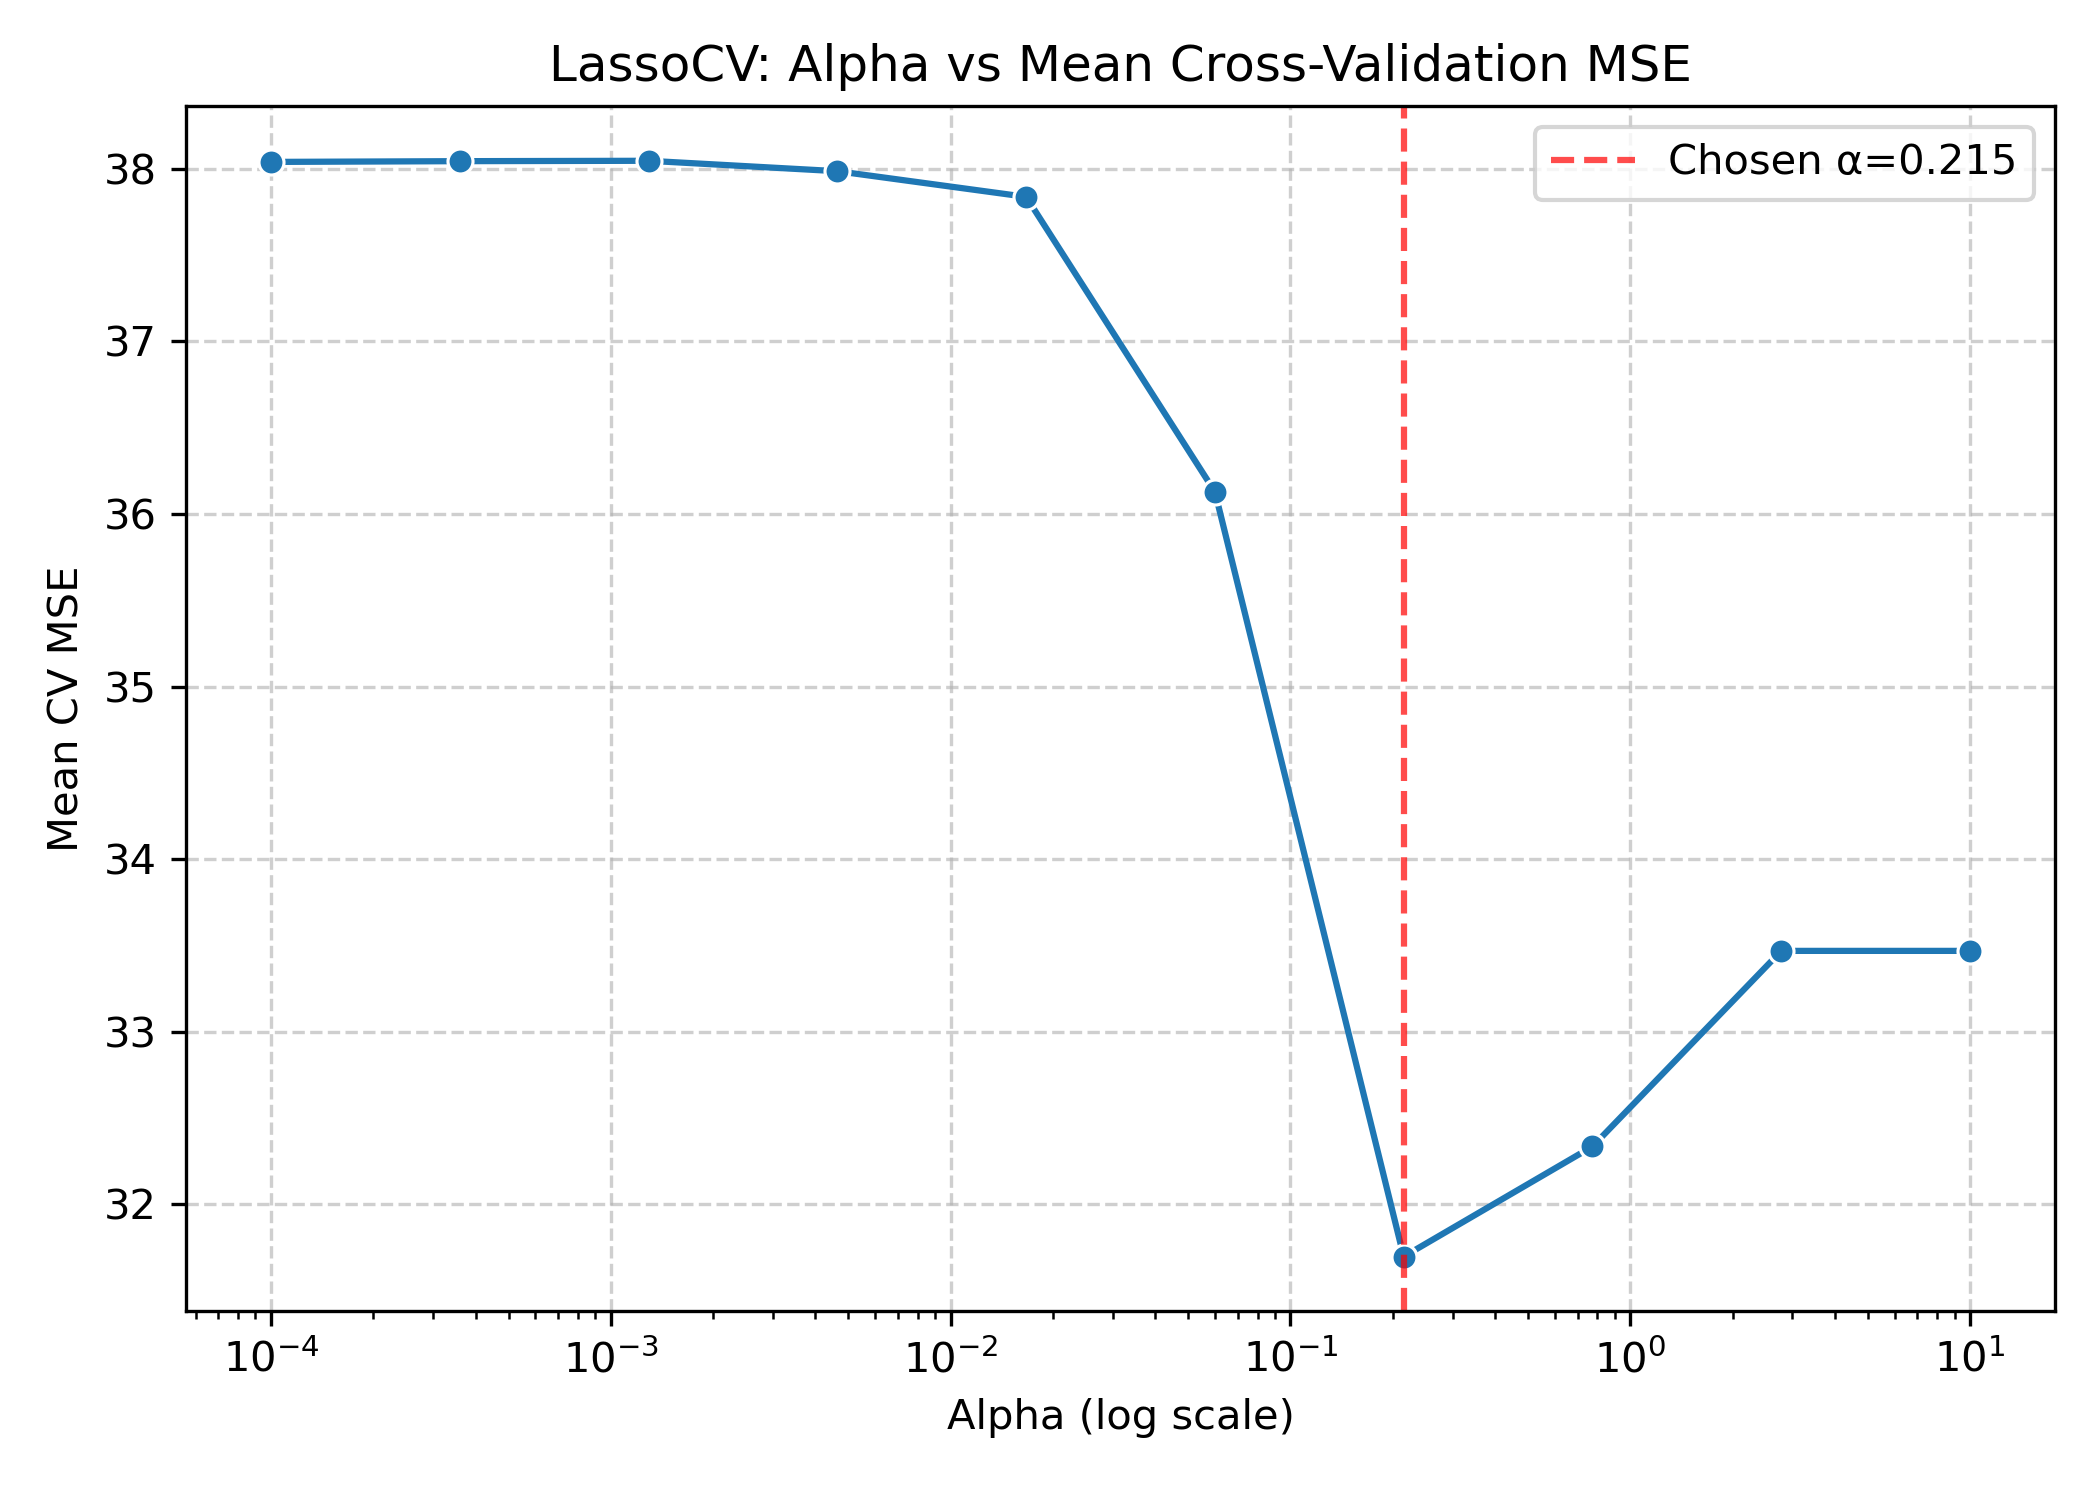 LassoCV: Alpha vs Mean Cross-Validation MSE
Chosen α=0.215
Mean CV MSE
38
37
36
35
34
33
32
10⁻⁴ 10⁻³ 10⁻² 10⁻¹ 10⁰ 10¹
Alpha (log scale)